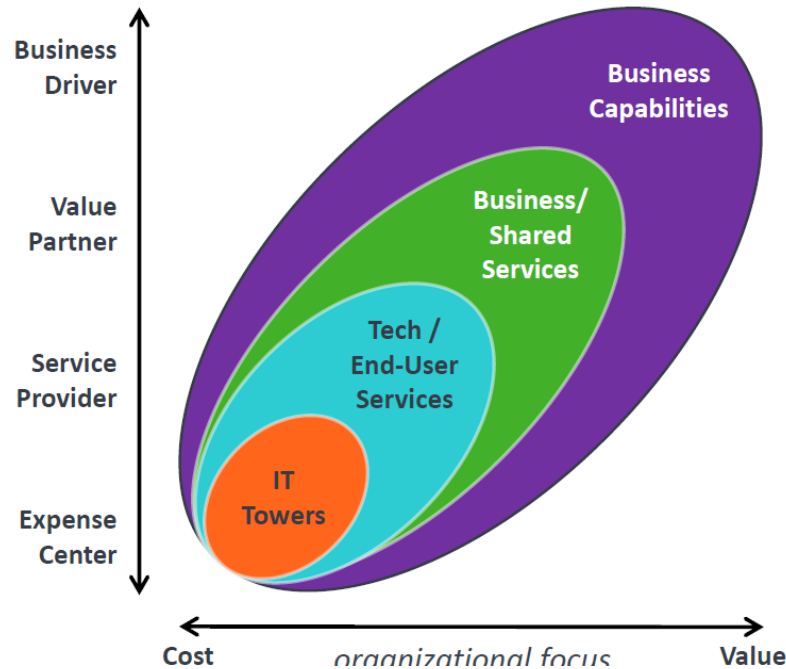 Business
Driver
Value
Partner
Service
Provider
Expense
Center
Business
Capabilities
Business/
Shared
Services
Tech /
End-User
Services
IT
Towers
Cost
organizational focus
Value